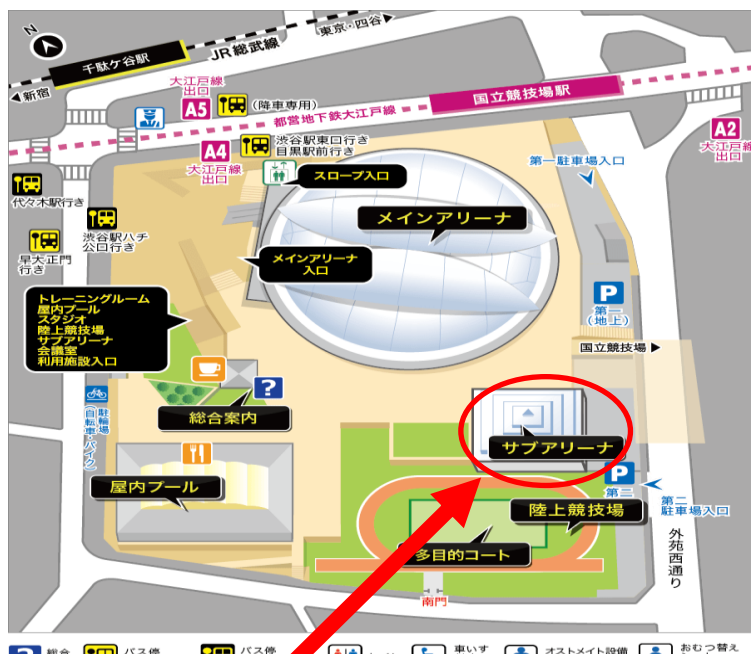 N
千駄ケ谷駅
JR総武線
東京・四谷▶
◀新宿
大江戸線
出口
A5
(降車専用)
国立競技場駅
都営地下鉄大江戸線
A4
大江戸線
出口
渋谷駅東口行き
目黒駅前行き
A2
大江戸線
出口
第一駐車場入口
スロープ入口
メインアリーナ
代々木駅行き
渋谷駅ハチ
公口行き
早大正門
行き
メインアリーナ
入口
トレーニングルーム
屋内プール
スタジオ
陸上競技場
サブアリーナ
会議室
利用施設入口
P
第一
(地上)
国立競技場▶
?
総合案内
駐輪場
(自転車・バイク)
サブアリーナ
屋内プール
P
第二
第二
駐車場入口
陸上競技場
多目的コート
外苑西通り
南門
? 総合
バス停
バス停
車いす
オストメイト設備
おむつ替え